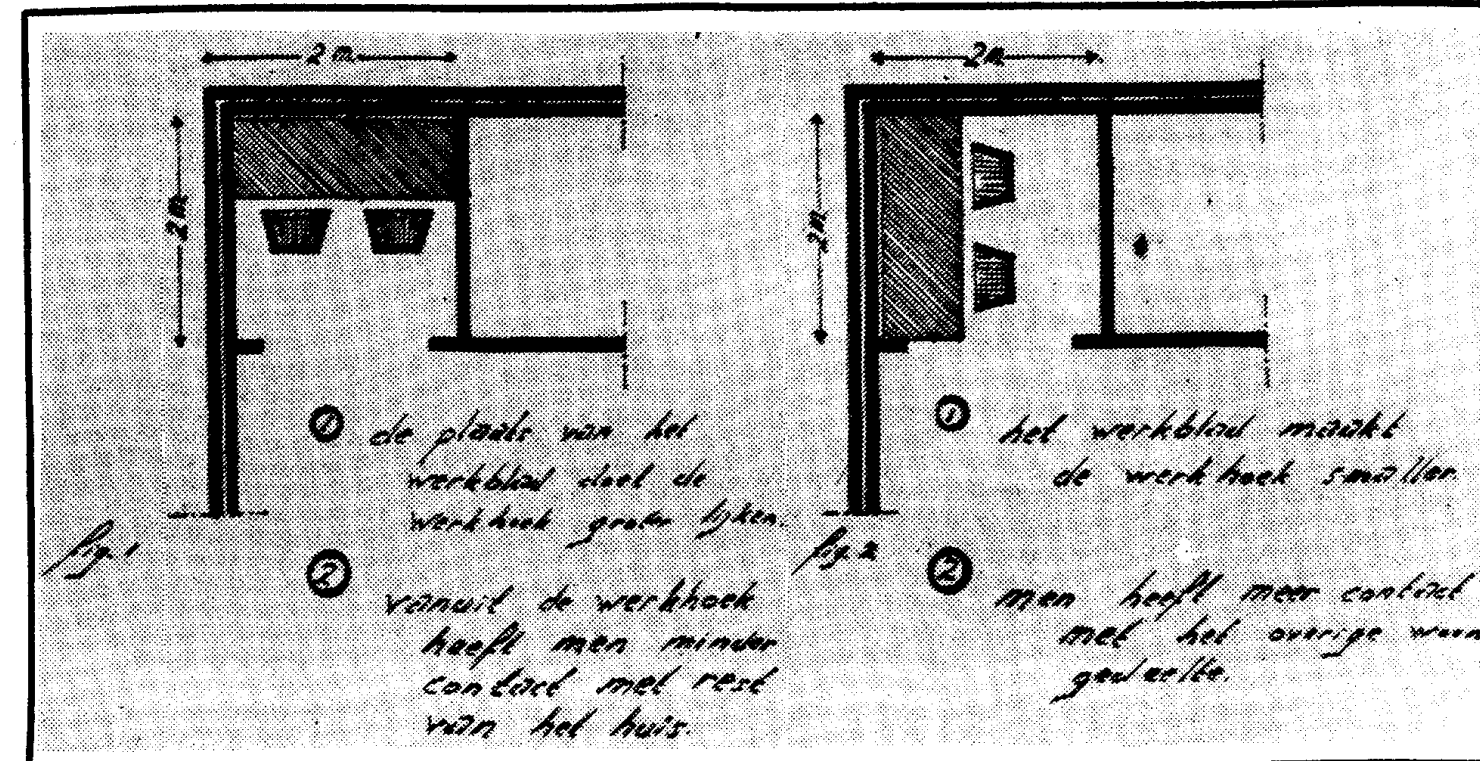 2 m.
2 m.
① de plaats van het
werkblad doet de
werkhoek groter lijken.
fig. 1
② vanuit de werkhoek
heeft men minder
contact met rest
van het huis.
2m.
2m.
① het werkblad maakt
de werkhoek smaller.
fig. 2
② men heeft meer contact
met het overige woon
gedeelte.